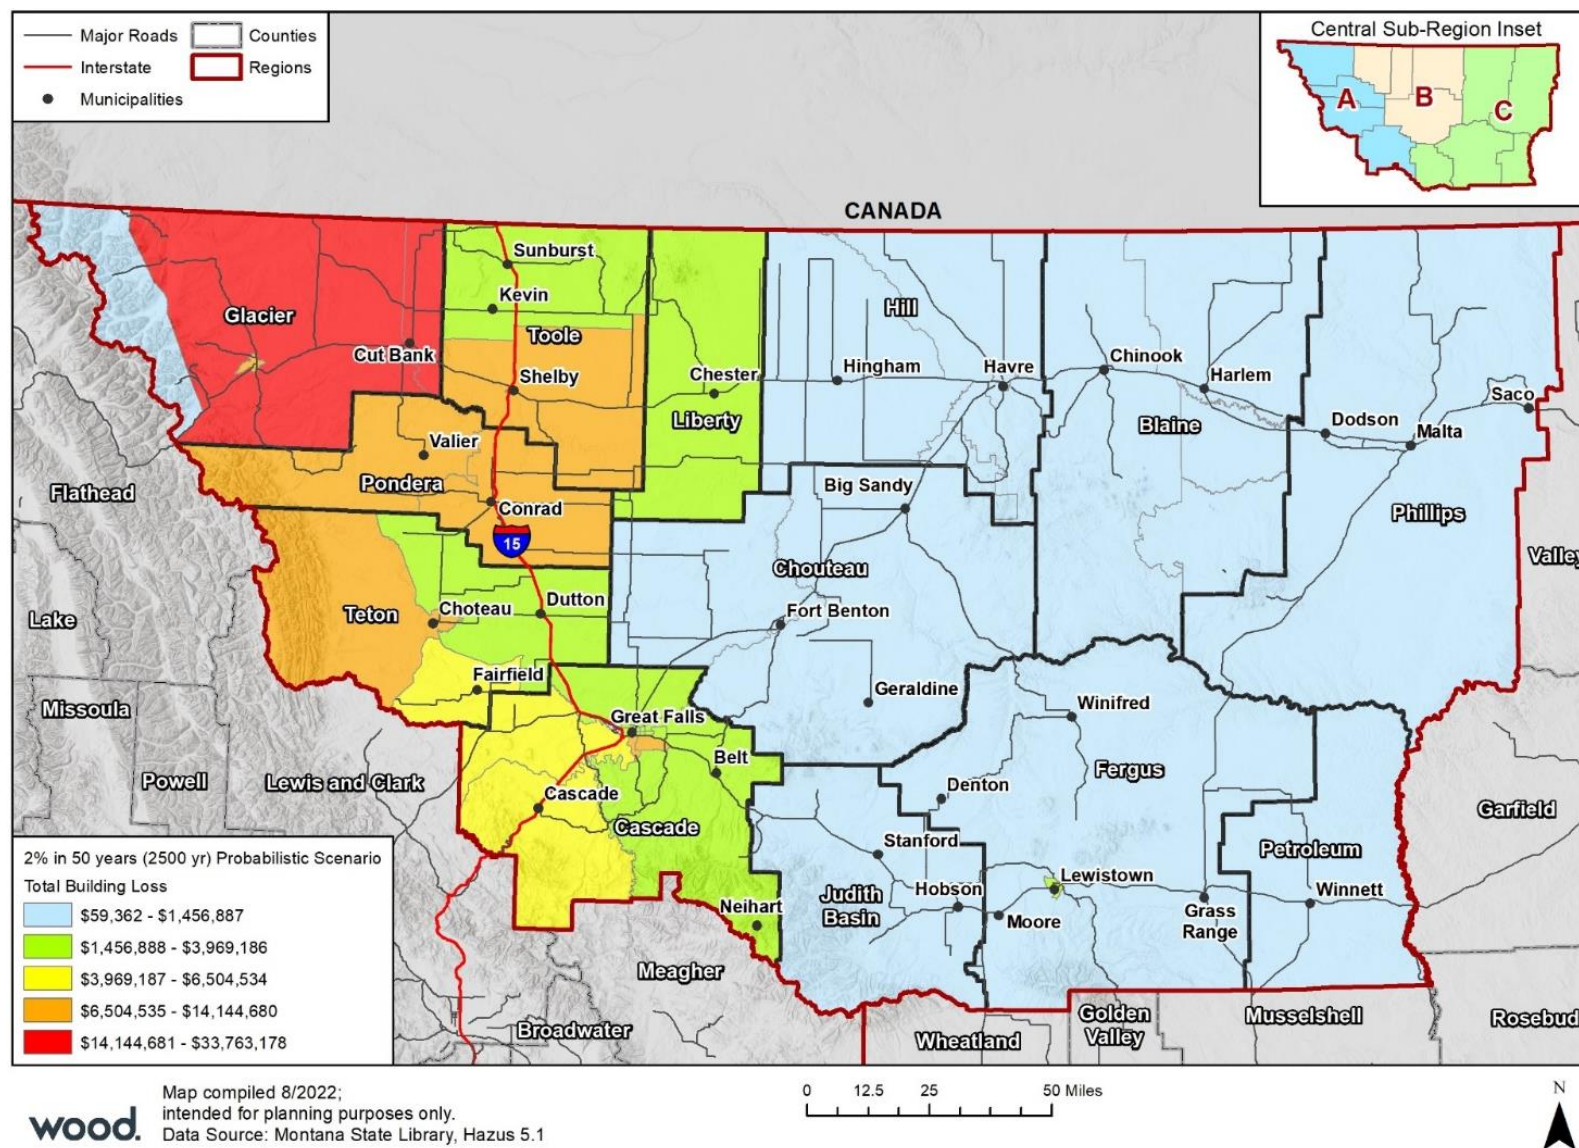 Major Roads
Counties
Interstate
Regions
Municipalities
Central Sub-Region Inset
A
B
C
CANADA
Sunburst
Kevin
Hill
Glacier
Toole
Cut Bank
Chester
Hingham
Havre
Chinook
Harlem
Shelby
Saco
Liberty
Blaine
Dodson
Malta
Valier
Pondera
Big Sandy
Flathead
Conrad
Phillips
15
Chouteau
Valley
Teton
Choteau
Dutton
Fort Benton
Lake
Fairfield
Geraldine
Missoula
Great Falls
Winifred
Belt
Fergus
Powell
Lewis and Clark
Cascade
Denton
Garfield
Cascade
Stanford
Petroleum
Lewistown
Judith
Basin
Hobson
Winnett
Neihart
Moore
Grass
Range
Meagher
Broadwater
Wheatland
Golden
Valley
Musselshell
Rosebud
2% in 50 years (2500 yr) Probabilistic Scenario
Total Building Loss
$59,362 - $1,456,887
$1,456,888 - $3,969,186
$3,969,187 - $6,504,534
$6,504,535 - $14,144,680
$14,144,681 - $33,763,178
wood.
Map compiled 8/2022;
intended for planning purposes only.
Data Source: Montana State Library, Hazus 5.1
0 12.5 25 50 Miles
N